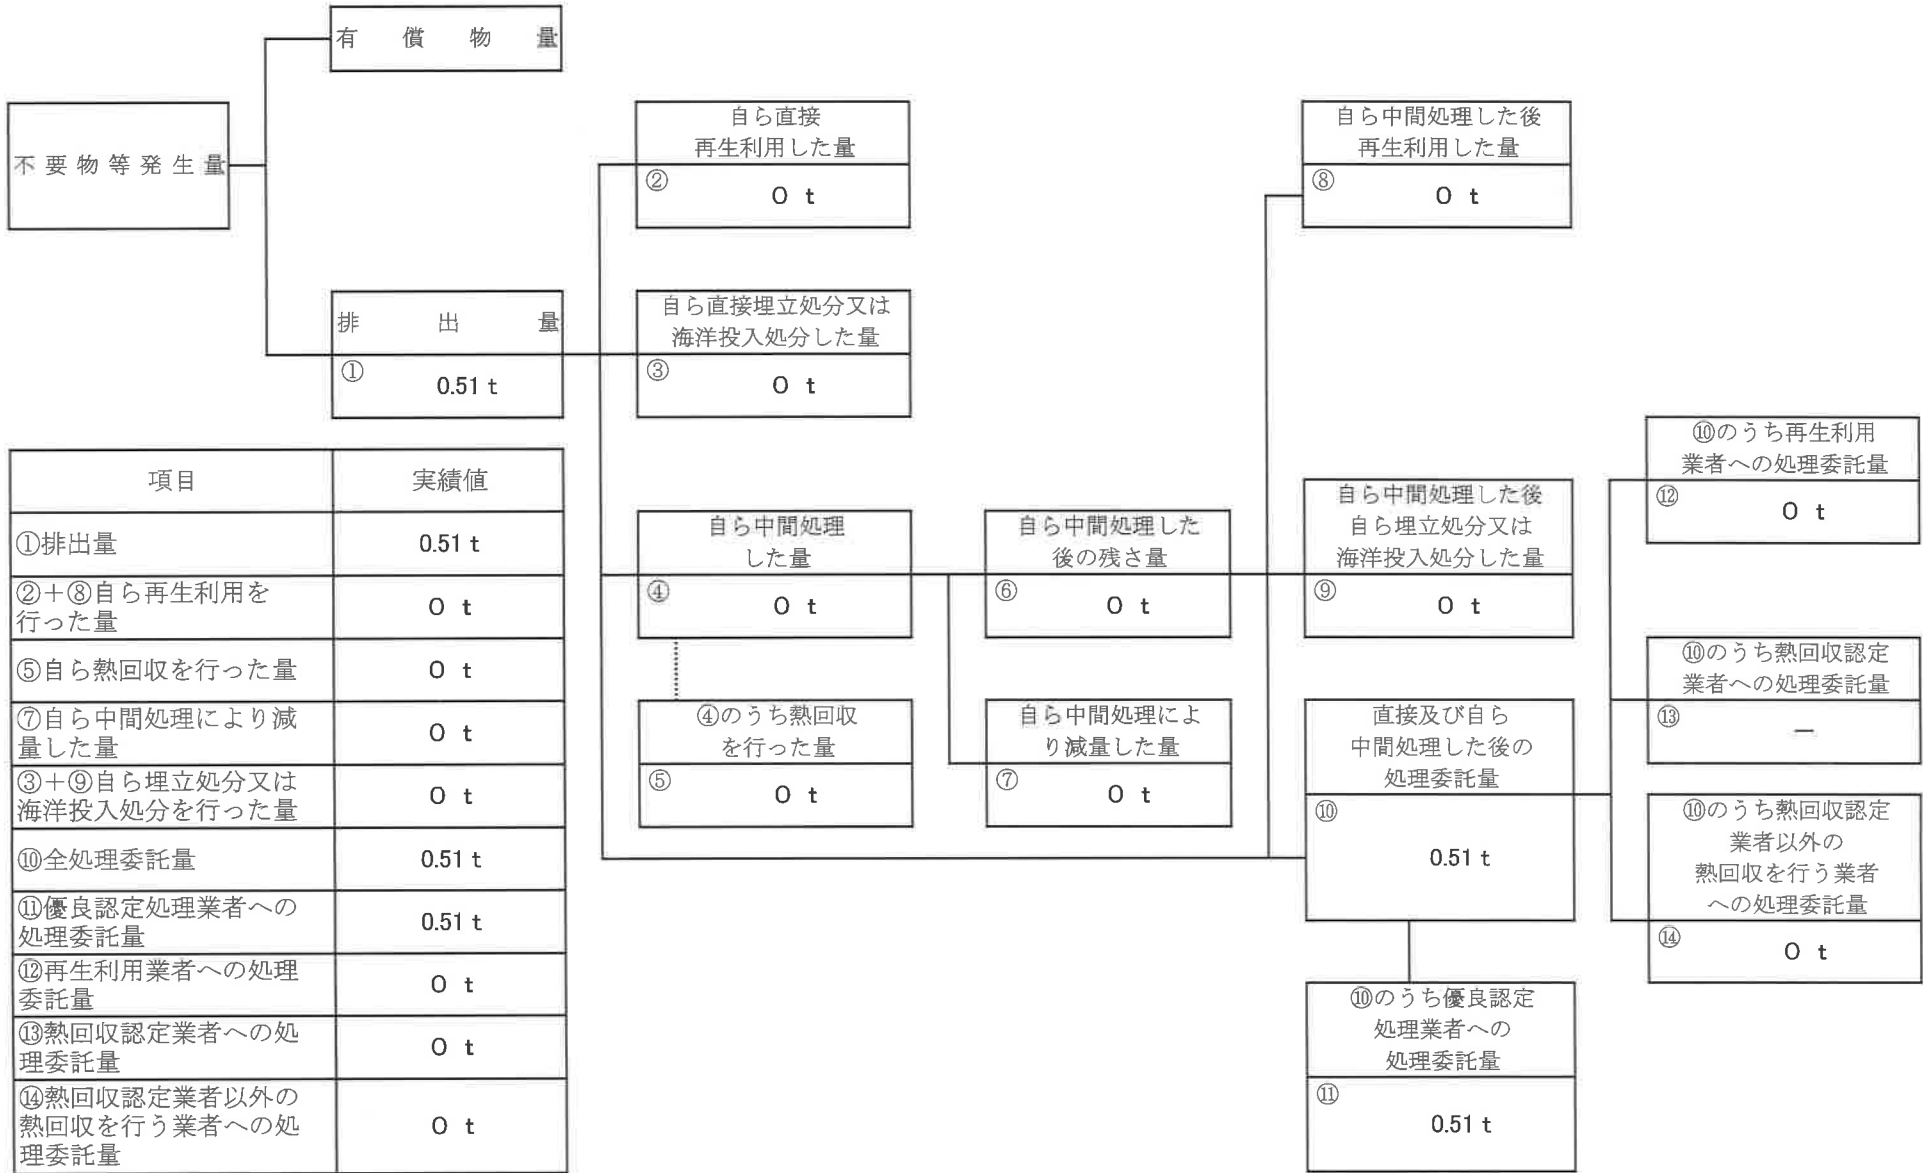 有償物量
不要物等発生量
排出量
① 0.51 t
自ら直接
再生利用した量
② 0 t
自ら直接埋立処分又は
海洋投入処分した量
③ 0 t
自ら中間処理
した量
④ 0 t
④のうち熱回収
を行った量
⑤ 0 t
自ら中間処理した
後の残さ量
⑥ 0 t
自ら中間処理によ
り減量した量
⑦ 0 t
自ら中間処理した後
再生利用した量
⑧ 0 t
自ら中間処理した後
自ら埋立処分又は
海洋投入処分した量
⑨ 0 t
直接及び自ら
中間処理した後の
処理委託量
⑩
0.51 t
⑩のうち優良認定
処理業者への
処理委託量
⑪
0.51 t
⑩のうち再生利用
業者への処理委託量
⑫ 0 t
⑩のうち熱回収認定
業者への処理委託量
⑬ －
⑩のうち熱回収認定
業者以外の
熱回収を行う業者
への処理委託量
⑭ 0 t
項目 実績値
①排出量 0.51 t
②＋⑧自ら再生利用を
行った量 0 t
⑤自ら熱回収を行った量 0 t
⑦自ら中間処理により減
量した量 0 t
③＋⑨自ら埋立処分又は
海洋投入処分を行った量 0 t
⑩全処理委託量 0.51 t
⑪優良認定処理業者への
処理委託量 0.51 t
⑫再生利用業者への処理
委託量 0 t
⑬熱回収認定業者への処
理委託量 0 t
⑭熱回収認定業者以外の
熱回収を行う業者への処
理委託量 0 t